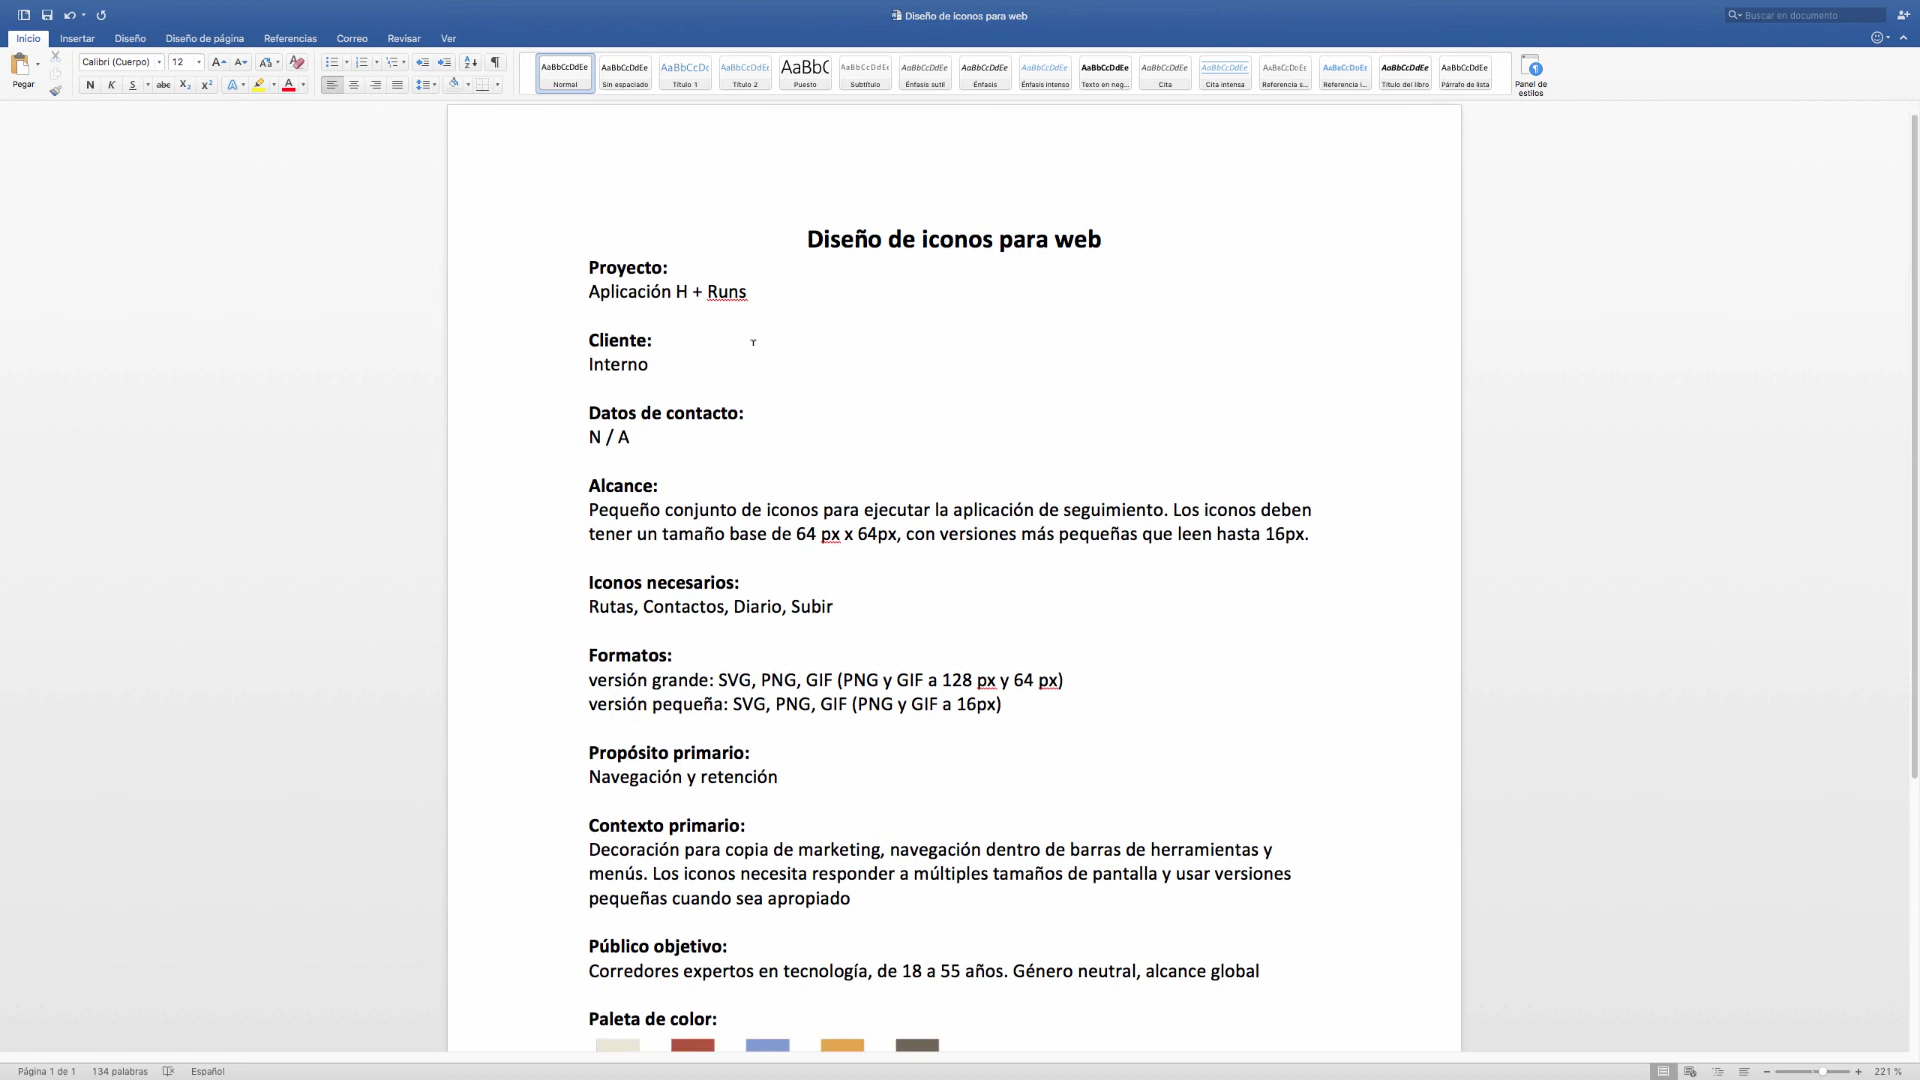 Diseño de iconos para web
Buscar en documento
Inicio Insertar Diseño Diseño de página Referencias Correo Revisar Ver
Pegar
Calibri (Cuerpo) 12
N K S abc X₂ X² A A
AaBbCcDdEe AaBbCcDdEe AaBbCcDc AaBbCcDdEe AaBbC AaBbCcDdEe AaBbCcDdEe AaBbCcDdEe AaBbCcDdEe AaBbCcDdEe AaBbCcDdEe AaBbCcDdEe AaBbCcDdEe AaBbCcDdEe AaBbCcDdEe AaBbCcDdEe
Normal Sin espaciado Título 1 Título 2 Puesto Subtítulo Énfasis sutil Énfasis Énfasis intenso Texto en neg... Cita Cita intensa Referencia s... Referencia i... Título del libro Párrafo de lista
Panel de
estilos
Diseño de iconos para web
Proyecto:
Aplicación H + Runs
Cliente:
Interno
Datos de contacto:
N / A
Alcance:
Pequeño conjunto de iconos para ejecutar la aplicación de seguimiento. Los iconos deben
tener un tamaño base de 64 px x 64px, con versiones más pequeñas que leen hasta 16px.
Iconos necesarios:
Rutas, Contactos, Diario, Subir
Formatos:
versión grande: SVG, PNG, GIF (PNG y GIF a 128 px y 64 px)
versión pequeña: SVG, PNG, GIF (PNG y GIF a 16px)
Propósito primario:
Navegación y retención
Contexto primario:
Decoración para copia de marketing, navegación dentro de barras de herramientas y
menús. Los iconos necesita responder a múltiples tamaños de pantalla y usar versiones
pequeñas cuando sea apropiado
Público objetivo:
Corredores expertos en tecnología, de 18 a 55 años. Género neutral, alcance global
Paleta de color:
Página 1 de 1 134 palabras Español 221 %